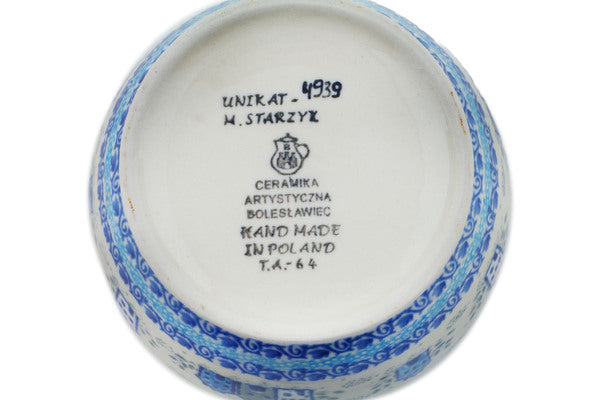 UNIKAT - 4939
M. STARZYK
CERAMIKA
ARTYSTYCZNA
BOLESŁAWIEC
HAND MADE
IN POLAND
T.A.-64